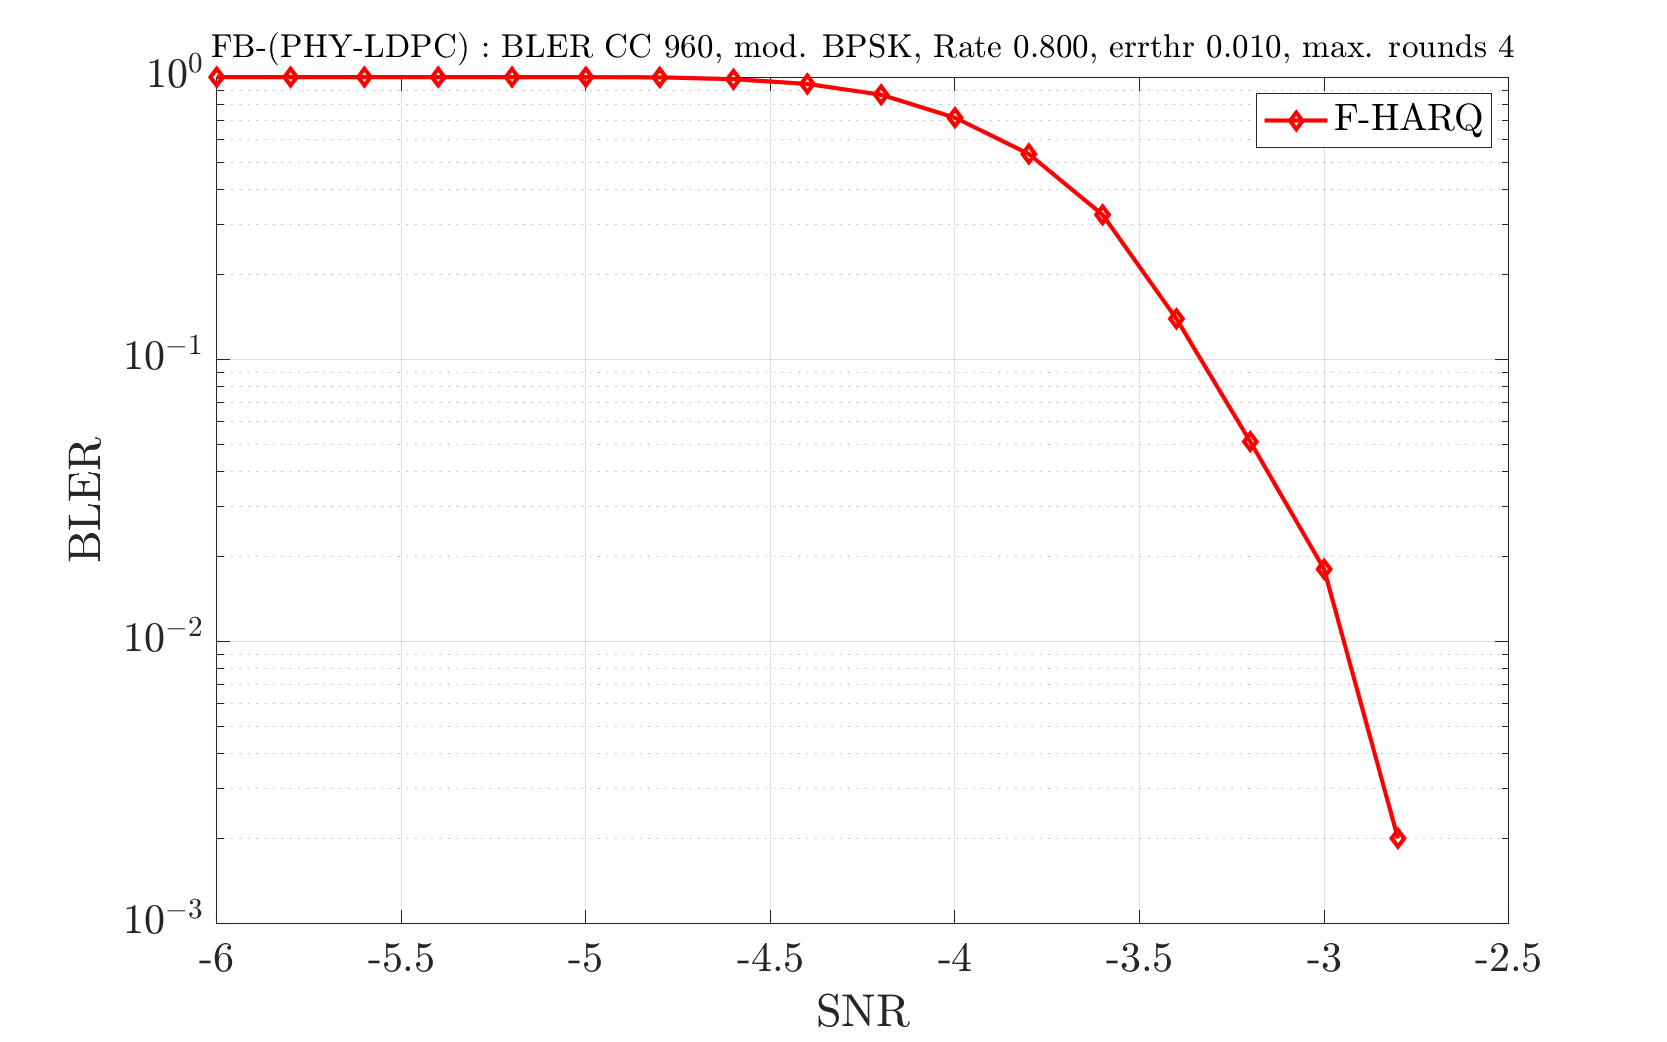 FB-(PHY-LDPC) : BLER CC 960, mod. BPSK, Rate 0.800, errthr 0.010, max. rounds 4
10^0
F-HARQ
10^{-1}
BLER
10^{-2}
10^{-3}
-6 -5.5 -5 -4.5 -4 -3.5 -3 -2.5
SNR